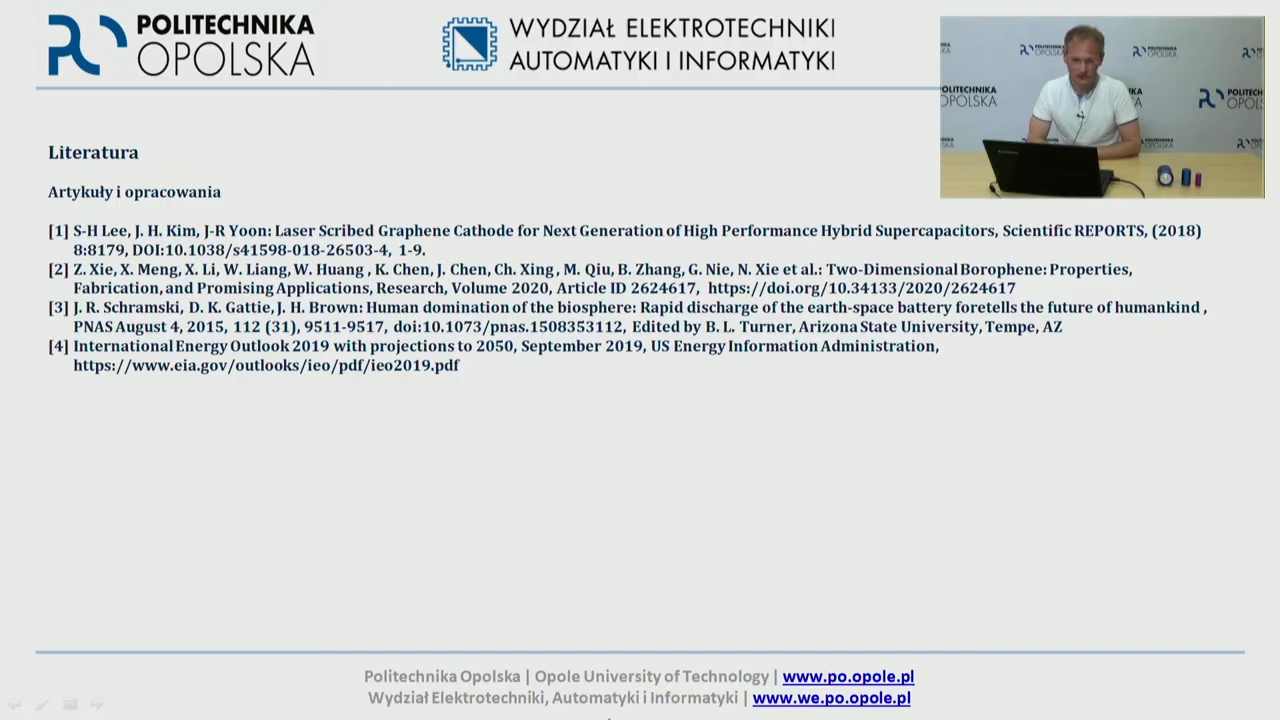 POLITECHNIKA
OPOLSKA
WYDZIAŁ ELEKTROTECHNIKI
AUTOMATYKI I INFORMATYKI
Literatura
Artykuły i opracowania
[1] S-H Lee, J. H. Kim, J-R Yoon: Laser Scribed Graphene Cathode for Next Generation of High Performance Hybrid Supercapacitors, Scientific REPORTS, (2018)
8:8179, DOI:10.1038/s41598-018-26503-4, 1-9.
[2] Z. Xie, X. Meng, X. Li, W. Liang, W. Huang , K. Chen, J. Chen, Ch. Xing , M. Qiu, B. Zhang, G. Nie, N. Xie et al.: Two-Dimensional Borophene: Properties,
Fabrication, and Promising Applications, Research, Volume 2020, Article ID 2624617, https://doi.org/10.34133/2020/2624617
[3] J. R. Schramski, D. K. Gattie, J. H. Brown: Human domination of the biosphere: Rapid discharge of the earth-space battery foretells the future of humankind ,
PNAS August 4, 2015, 112 (31), 9511-9517, doi:10.1073/pnas.1508353112, Edited by B. L. Turner, Arizona State University, Tempe, AZ
[4] International Energy Outlook 2019 with projections to 2050, September 2019, US Energy Information Administration,
https://www.eia.gov/outlooks/ieo/pdf/ieo2019.pdf
Politechnika Opolska | Opole University of Technology | www.po.opole.pl
Wydział Elektrotechniki, Automatyki i Informatyki | www.we.po.opole.pl